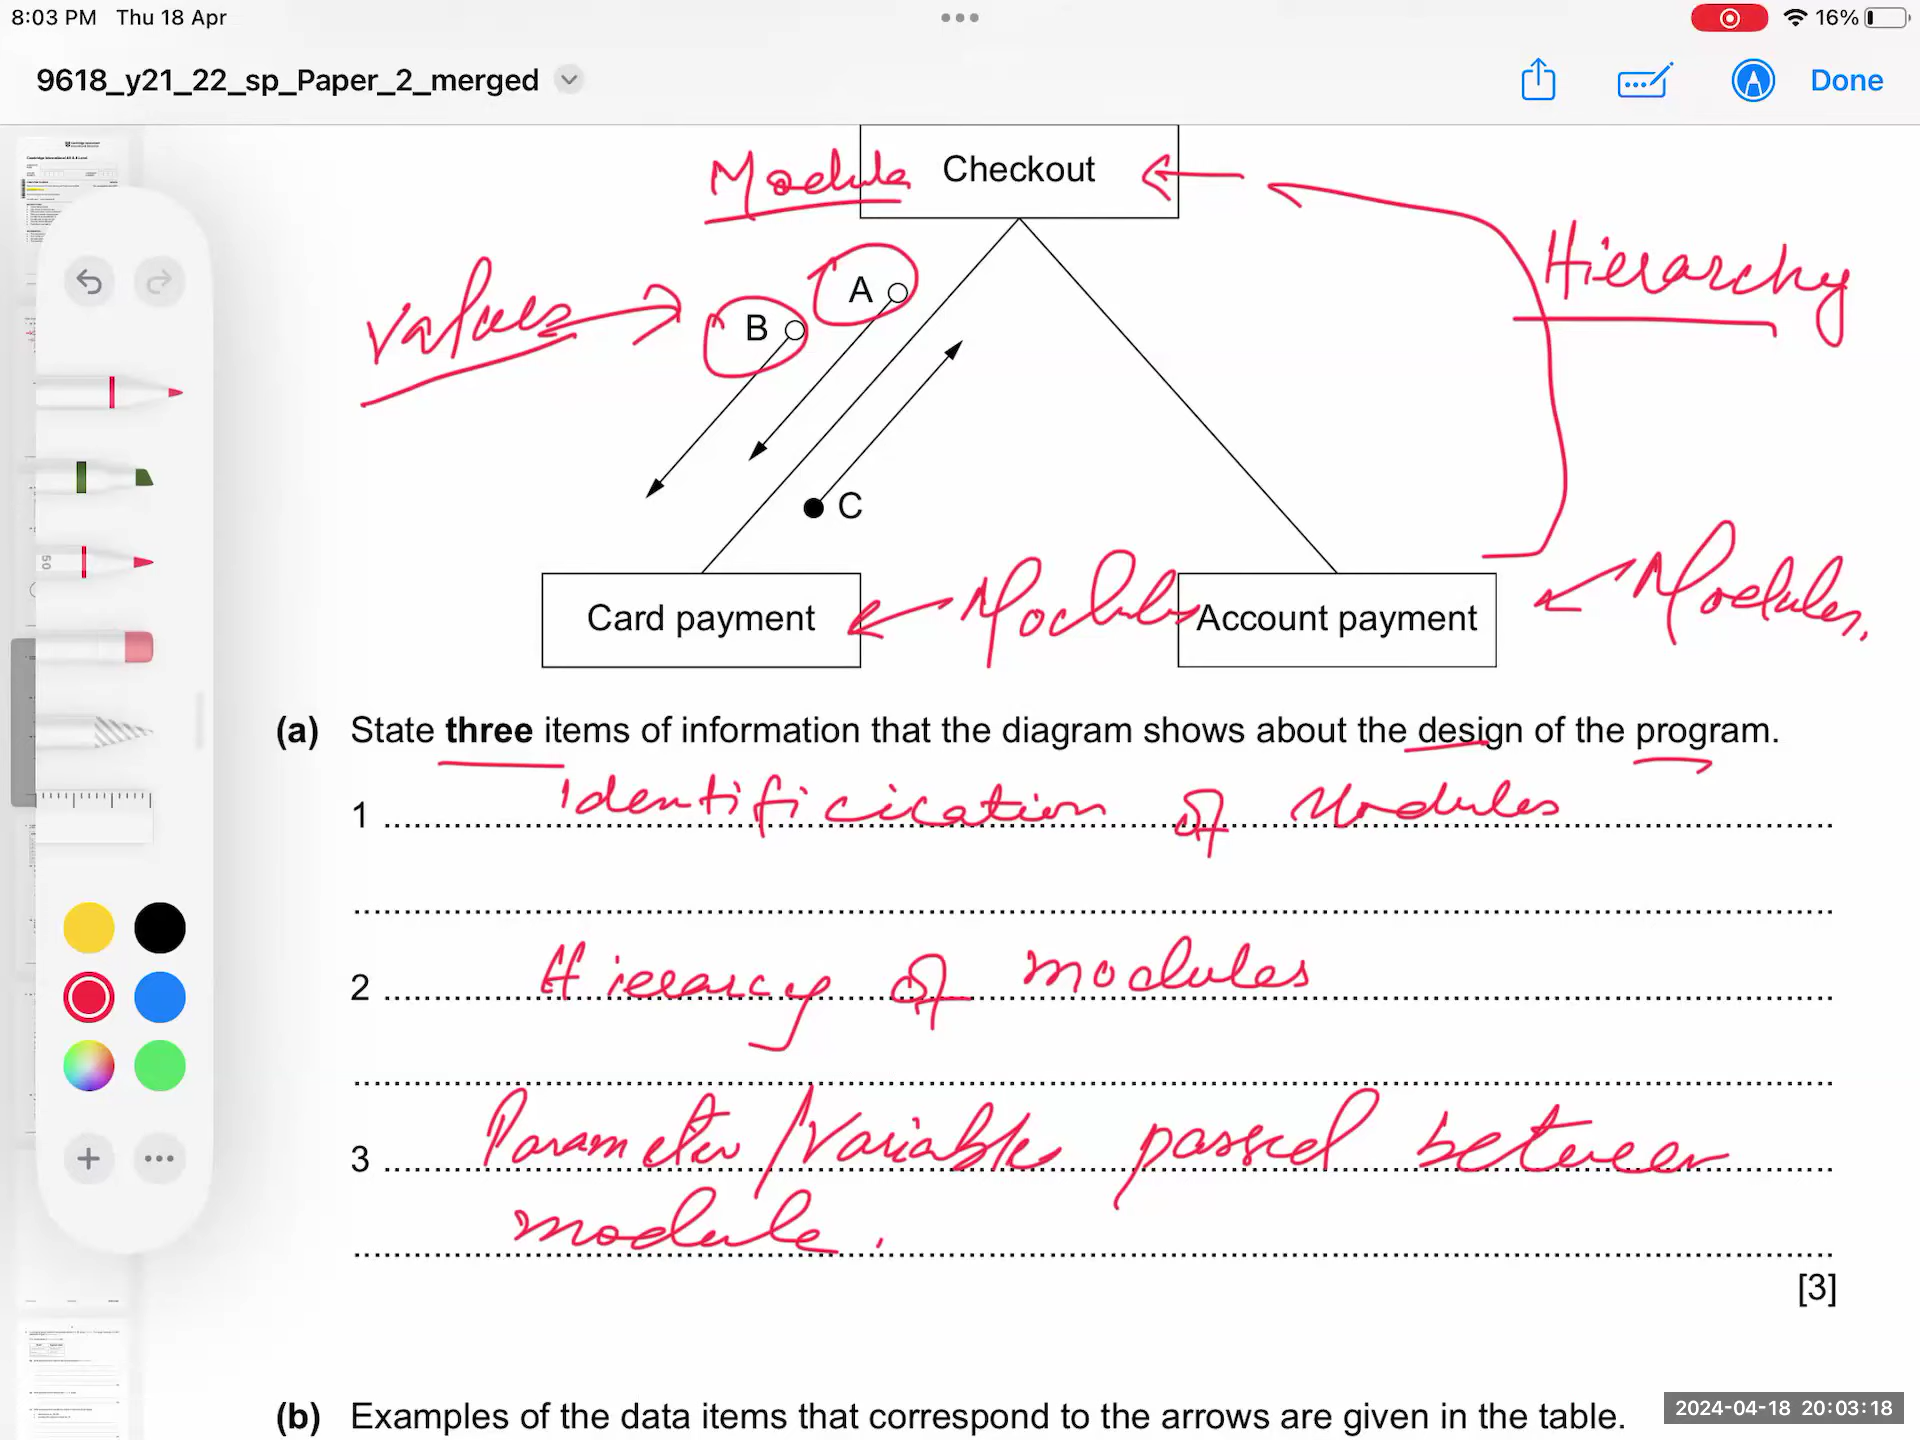 8:03 PM Thu 18 Apr
16%
9618_y21_22_sp_Paper_2_merged
Done
Module Checkout
Hierarchy
Values
A
B
C
Card payment
Module
Account payment
Modules.
50
(a) State three items of information that the diagram shows about the design of the program.
1 Identificication of Modules
2 Hierarcy of modules
3 Parameter/Variable passed between
module.
[3]
(b) Examples of the data items that correspond to the arrows are given in the table.
2024-04-18 20:03:18